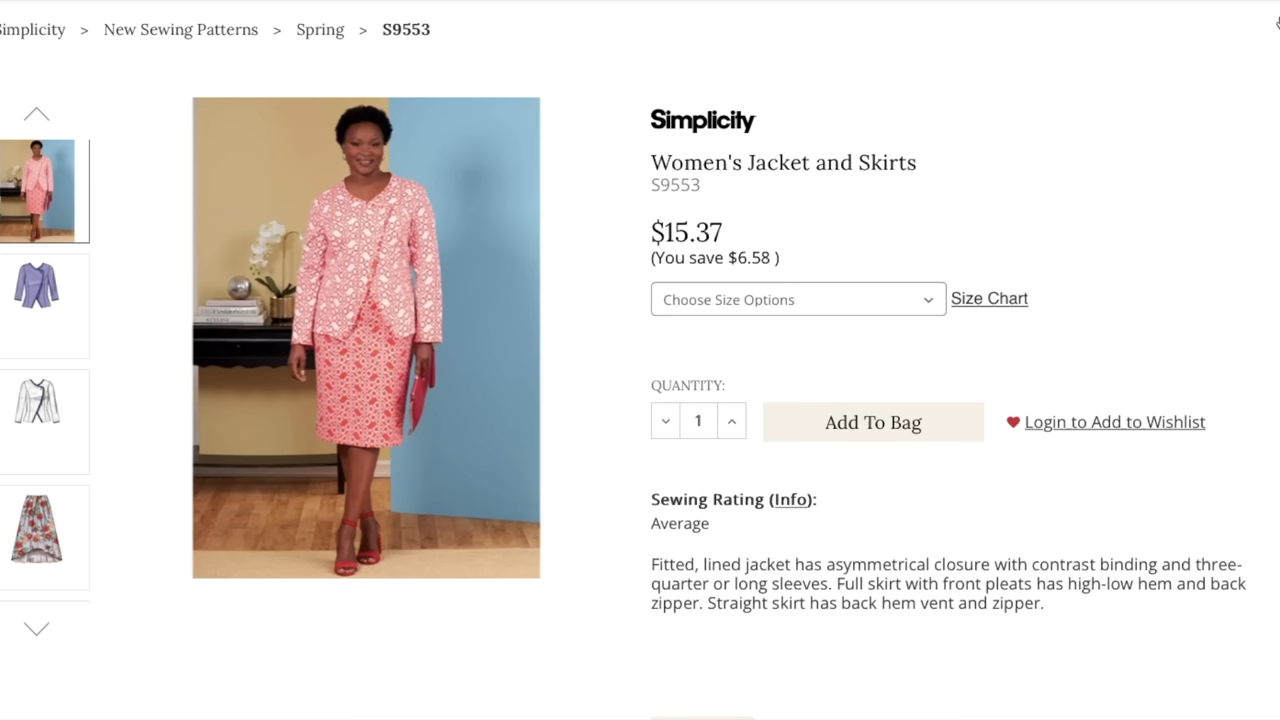 Simplicity > New Sewing Patterns > Spring > S9553
Simplicity
Women's Jacket and Skirts
S9553
$15.37
(You save $6.58 )
Choose Size Options
Size Chart
QUANTITY:
1
Add To Bag
Login to Add to Wishlist
Sewing Rating (Info):
Average
Fitted, lined jacket has asymmetrical closure with contrast binding and three-
quarter or long sleeves. Full skirt with front pleats has high-low hem and back
zipper. Straight skirt has back hem vent and zipper.